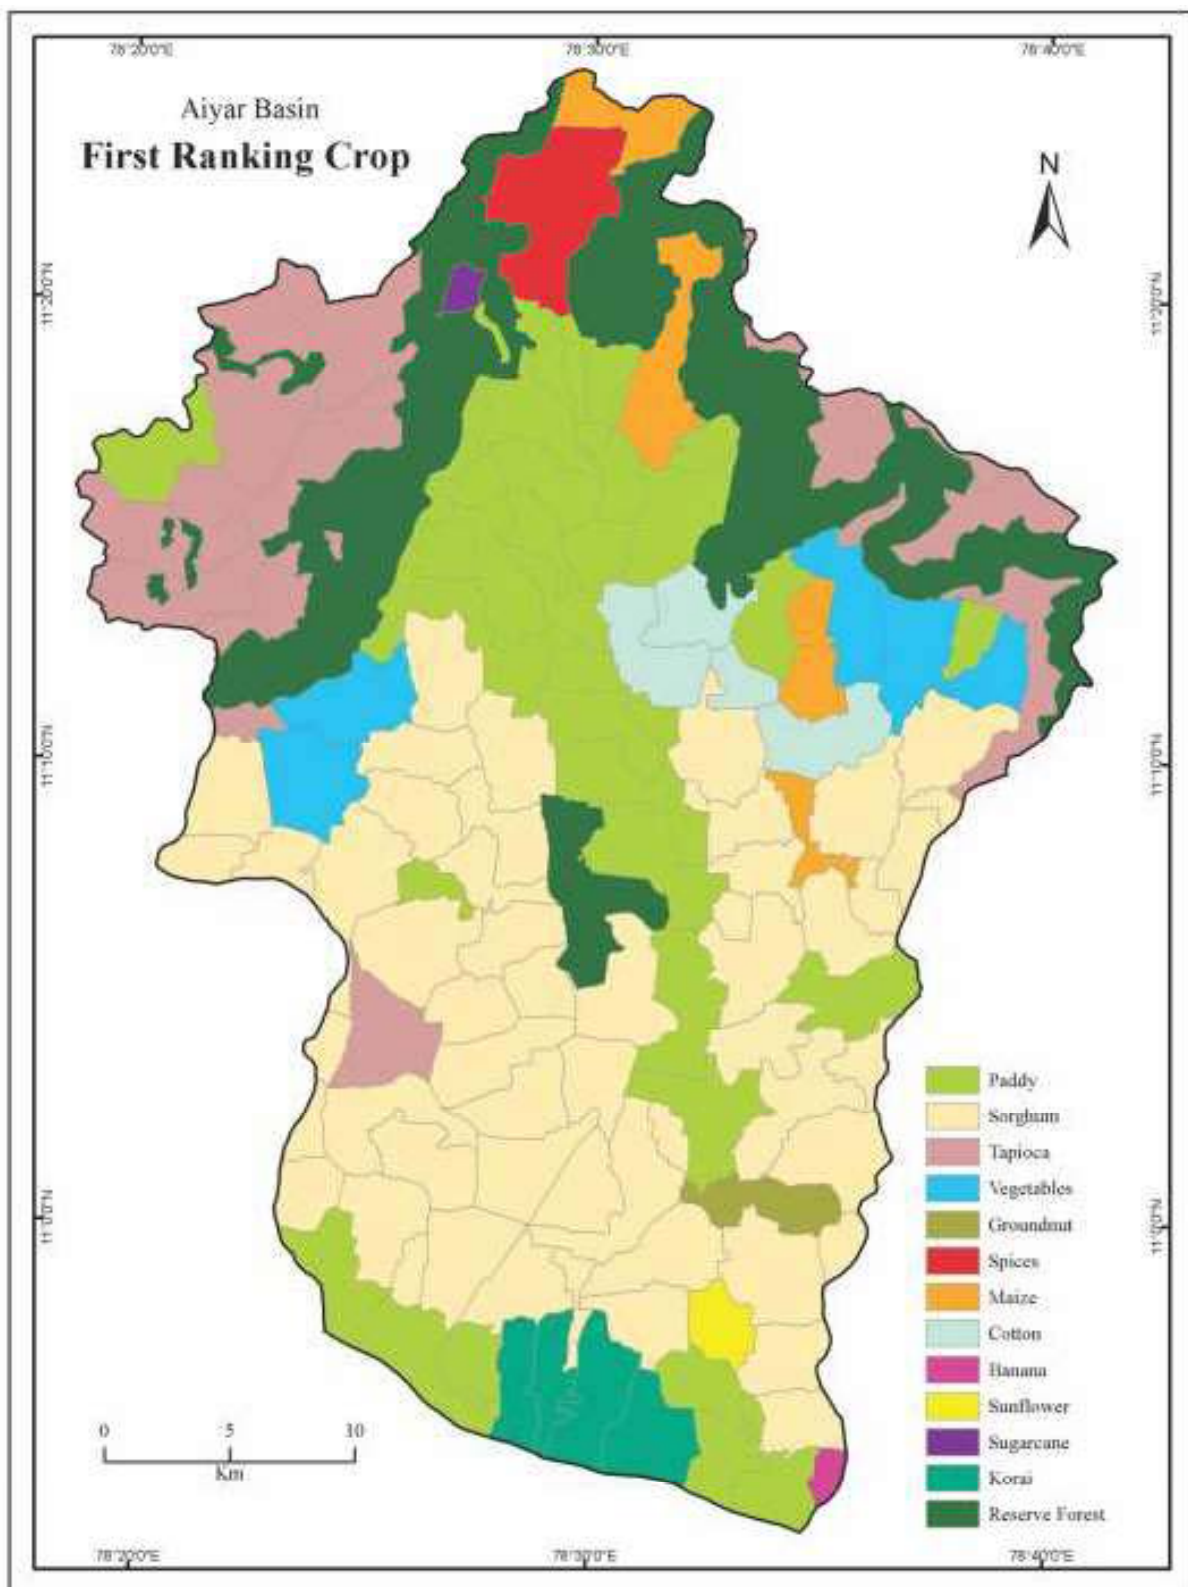 78°20'0"E 78°30'0"E 78°40'0"E
Aiyar Basin
First Ranking Crop
N
11°20'0"N 11°20'0"N
11°10'0"N 11°10'0"N
11°0'0"N 11°0'0"N
Paddy
Sorghum
Tapioca
Vegetables
Groundnut
Spices
Maize
Cotton
Banana
Sunflower
Sugarcane
Korai
Reserve Forest
0 5 10
Km
78°20'0"E 78°30'0"E 78°40'0"E